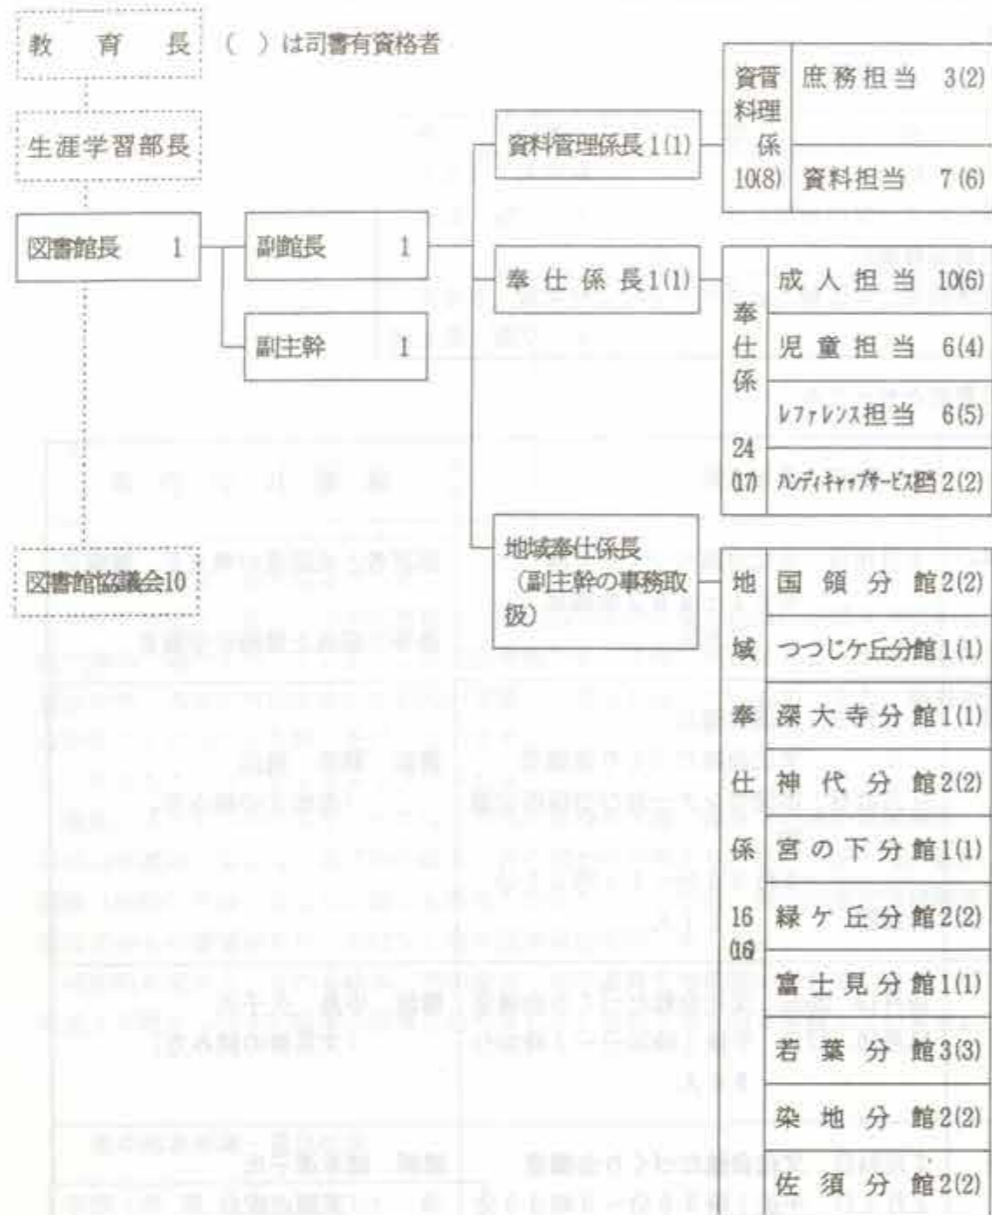 教育長 ( )は司書有資格者
生涯学習部長
図書館長 1
副館長 1
副主幹 1
図書館協議会10
資料管理係長1(1)
奉仕係長1(1)
地域奉仕係長
(副主幹の事務取
扱)
資料管理係
10(8)
庶務担当 3(2)
資料担当 7(6)
奉仕係
24
(17)
成人担当 10(6)
児童担当 6(4)
レファレンス担当 6(5)
ハンディキャップサービス担当 2(2)
地域奉仕係
16
(16)
国領分館2(2)
つつじケ丘分館1(1)
深大寺分館1(1)
神代分館2(2)
宮の下分館1(1)
緑ケ丘分館2(2)
富士見分館1(1)
若葉分館3(3)
染地分館2(2)
佐須分館2(2)